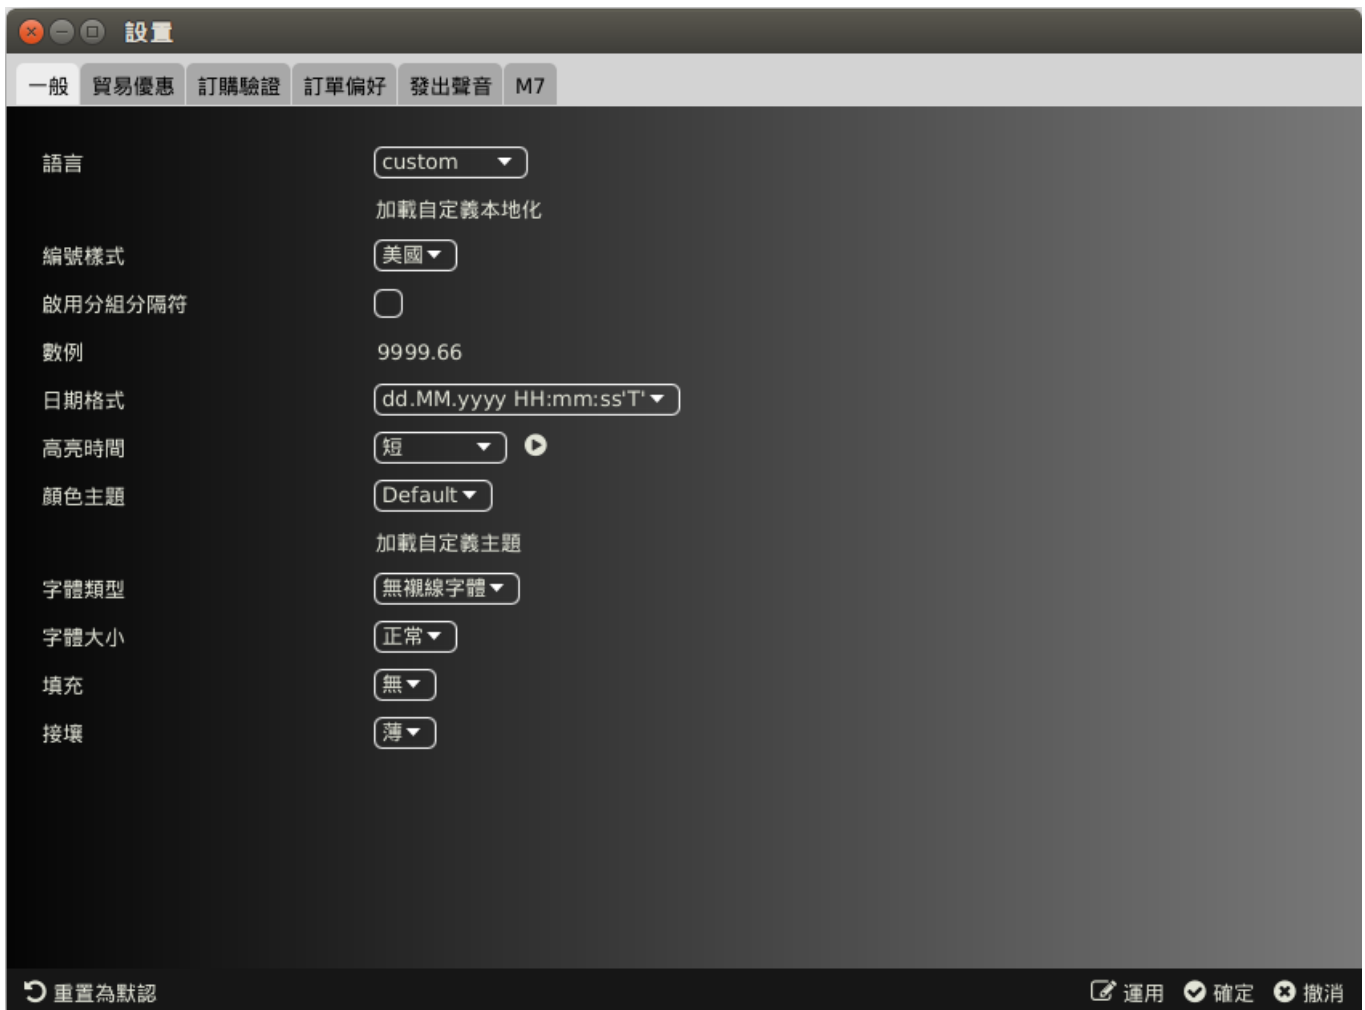 設置
一般 貿易優惠 訂購驗證 訂單偏好 發出聲音 M7
語言 custom
加載自定義本地化
編號樣式 美國
啟用分組分隔符
數例 9999.66
日期格式 dd.MM.yyyy HH:mm:ss'T'
高亮時間 短
顏色主題 Default
加載自定義主題
字體類型 無襯線字體
字體大小 正常
填充 無
接壤 薄
重置為默認 運用 確定 撤消